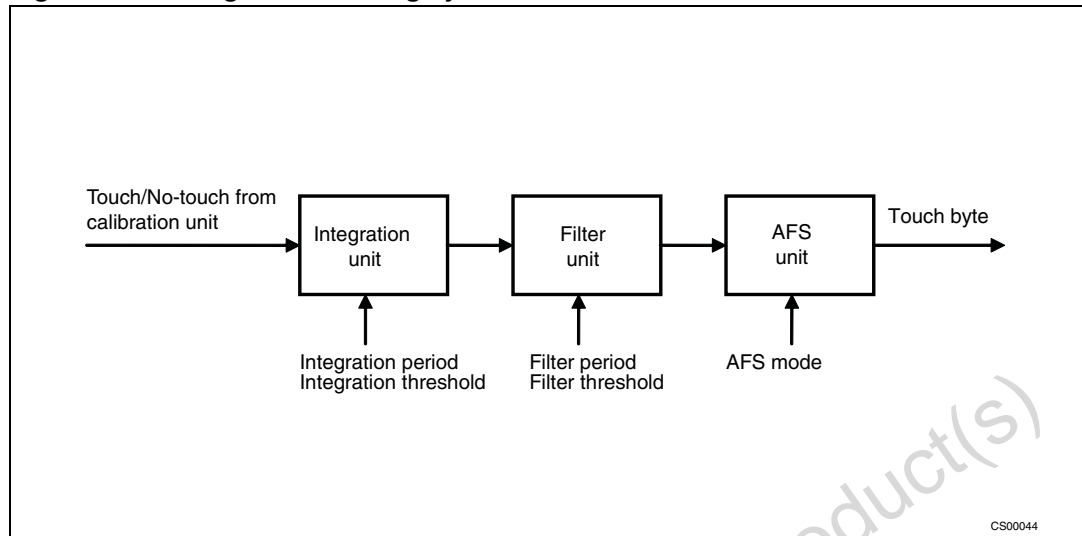 Touch/No-touch from
calibration unit
Integration
unit
Filter
unit
AFS
unit
Touch byte
Integration period
Integration threshold
Filter period
Filter threshold
AFS mode
CS00044